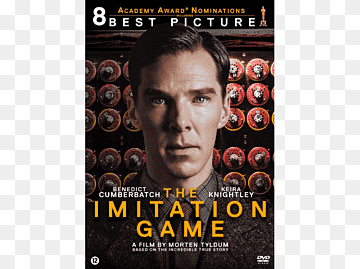 8 ACADEMY AWARD® NOMINATIONS
INCLUDING
BEST PICTURE
BENEDICT CUMBERBATCH
KEIRA KNIGHTLEY
THE
IMITATION
GAME
A FILM BY MORTEN TYLDUM
BASED ON THE INCREDIBLE TRUE STORY
12
DVD